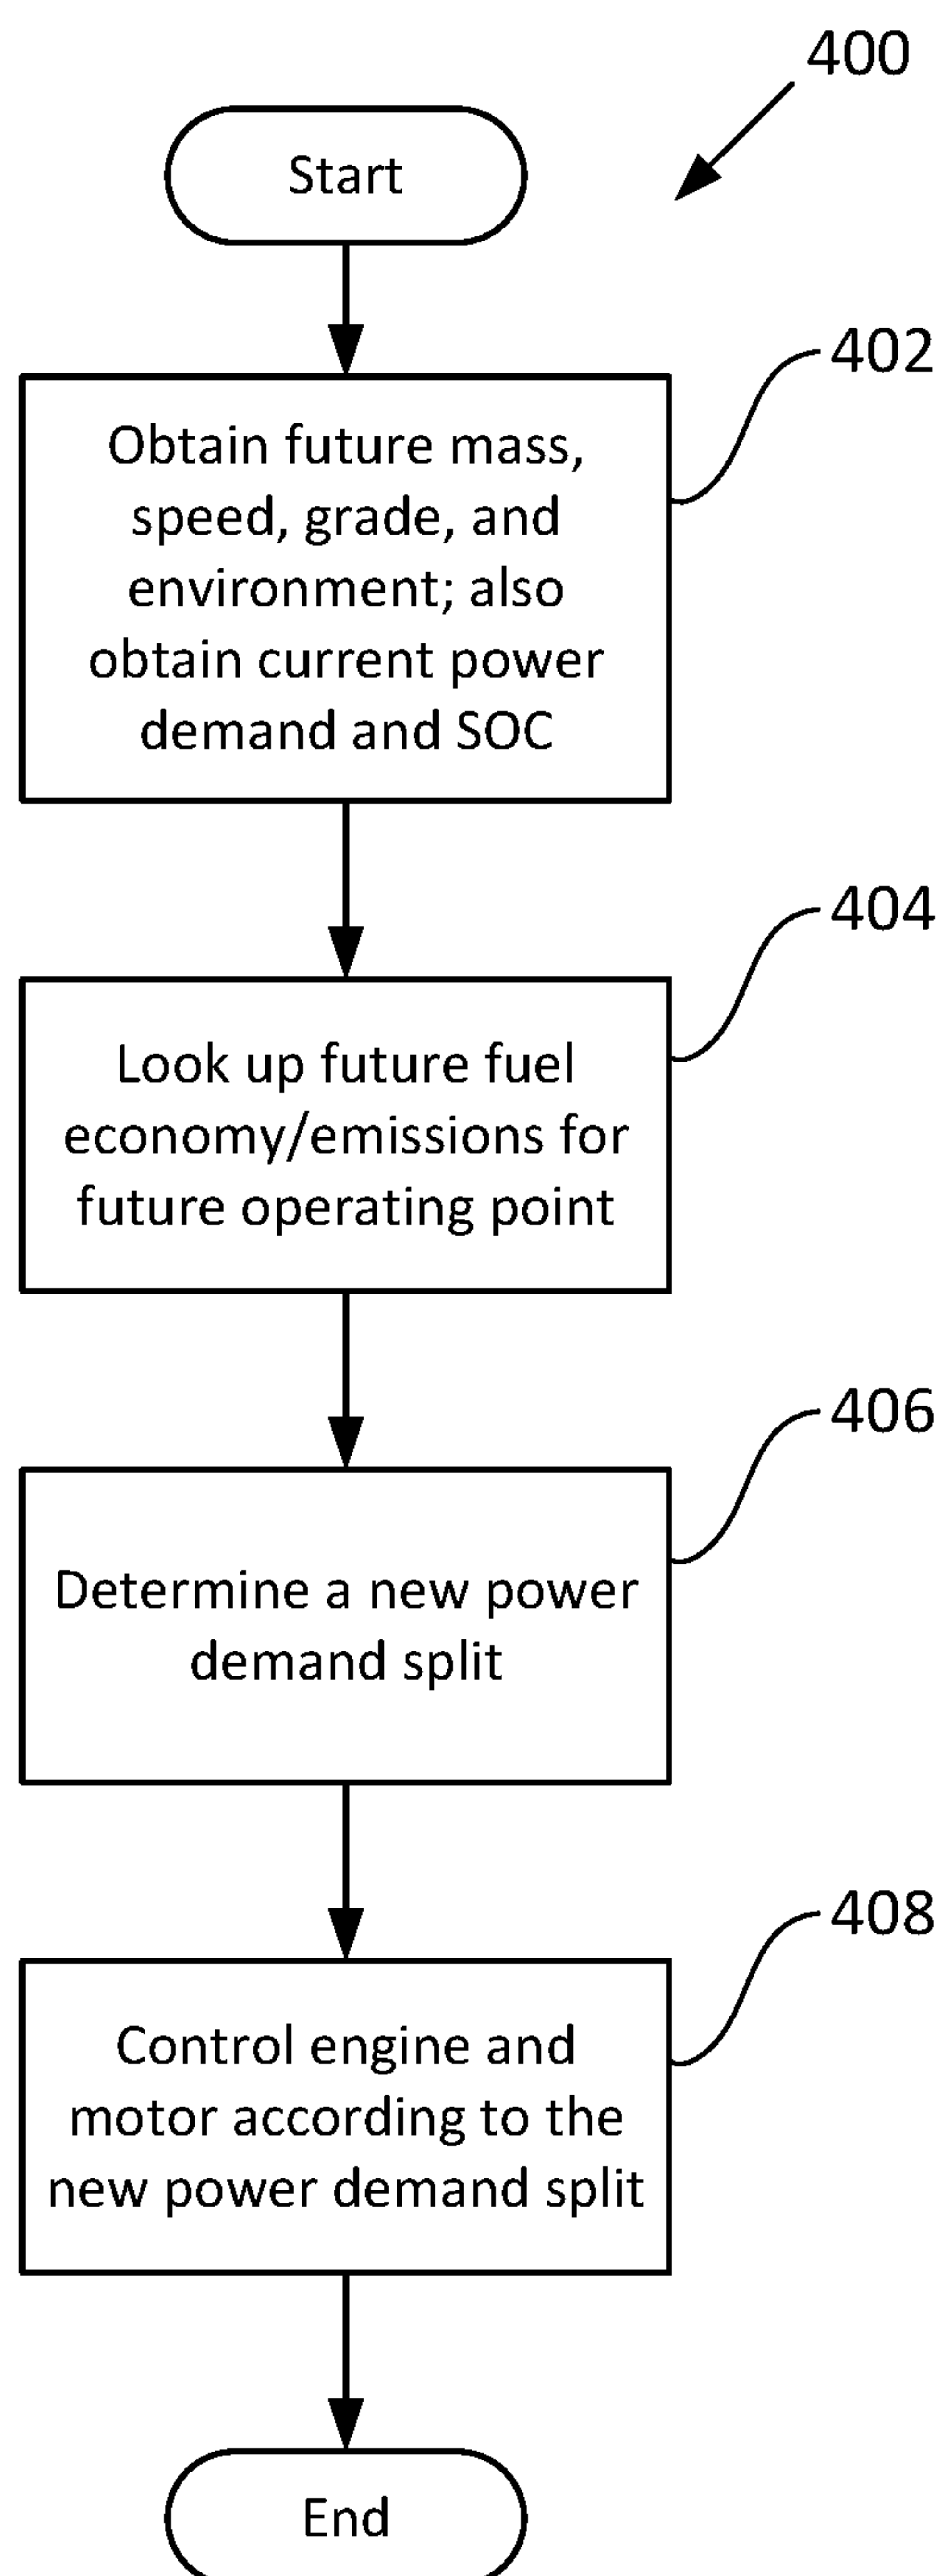 400
Start
402
Obtain future mass,
speed, grade, and
environment; also
obtain current power
demand and SOC
404
Look up future fuel
economy/emissions for
future operating point
406
Determine a new power
demand split
408
Control engine and
motor according to the
new power demand split
End